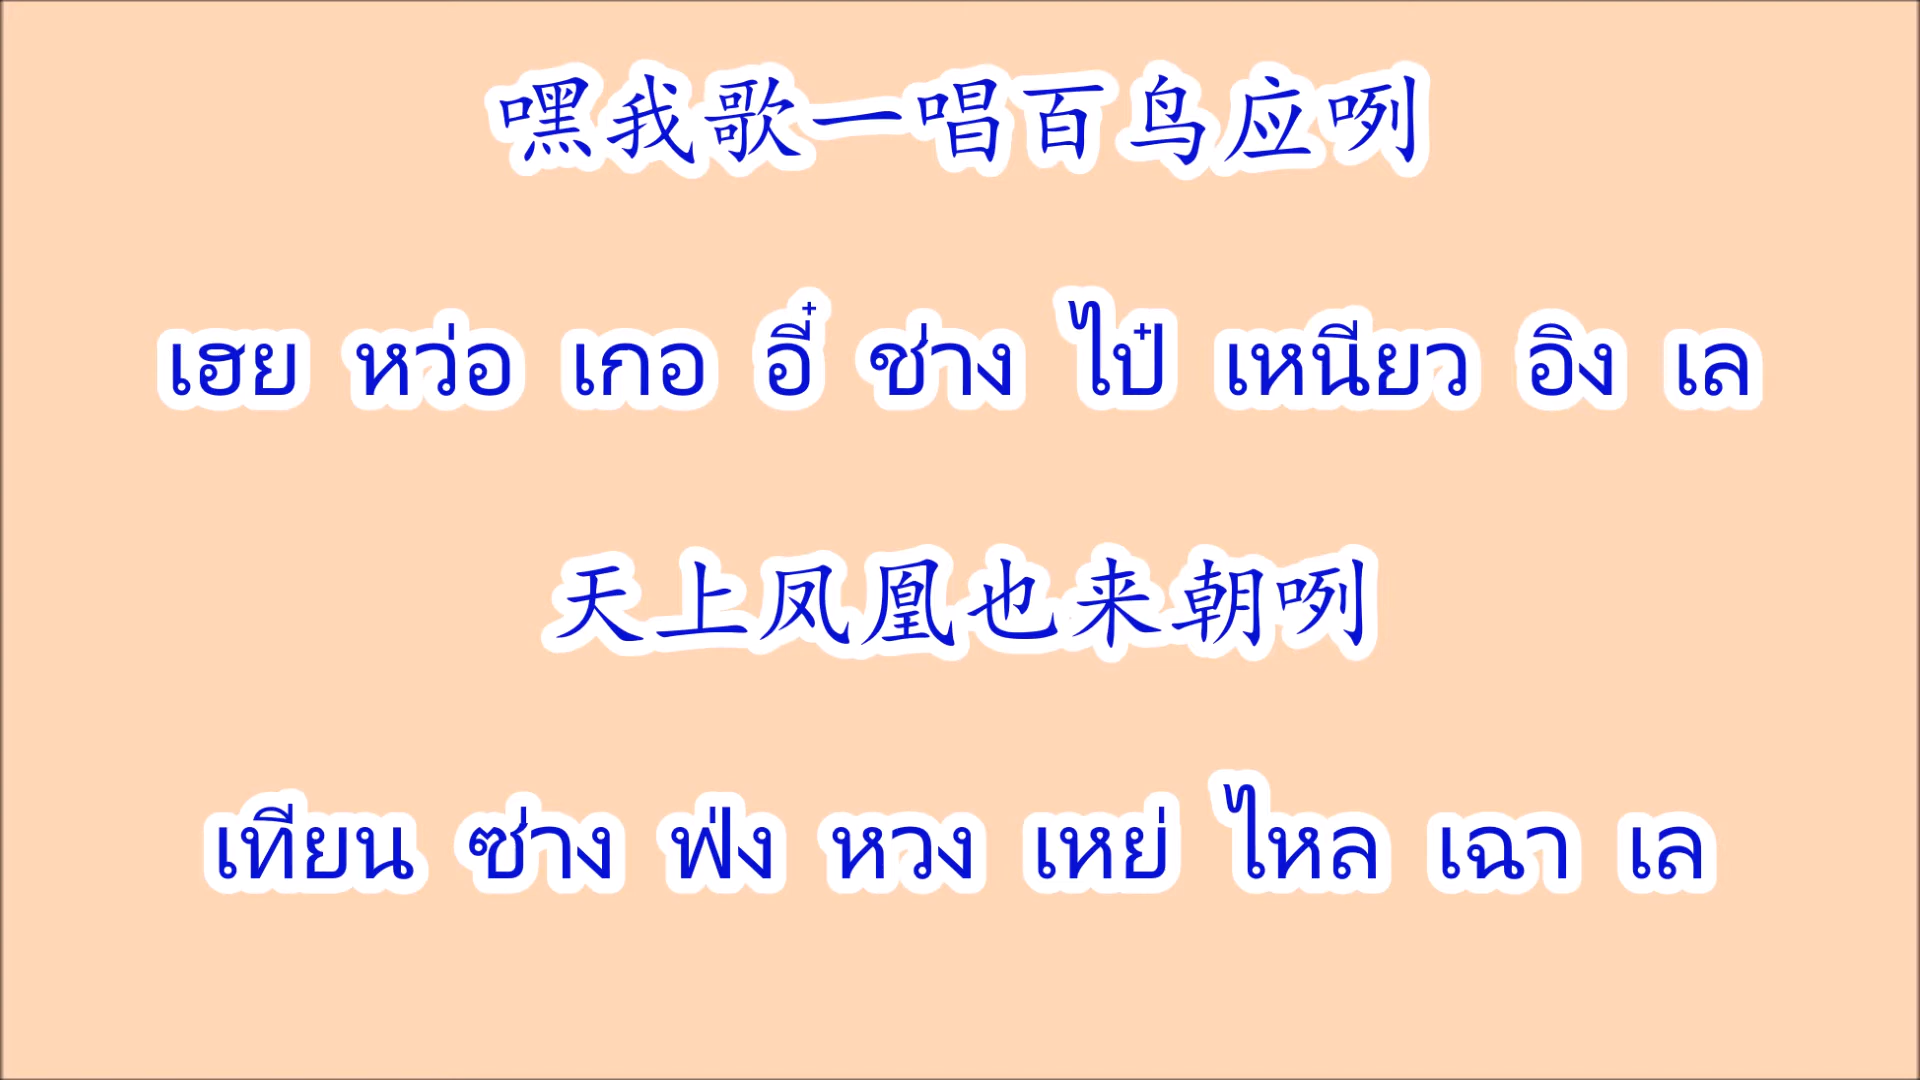 嘿我歌一唱百鸟应咧
เฮย หว่อ เกอ อี๋ ช่าง ไป๋ เหนียว อิง เล
天上凤凰也来朝咧
เทียน ซ่าง ฟ่ง หวง เหย่ ไหล เฉา เล